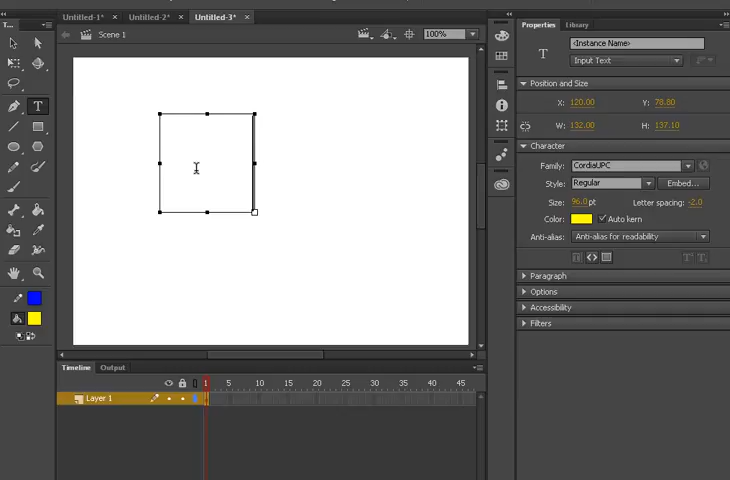 Untitled-1* ×
Untitled-2* ×
Untitled-3* ×
T...
Scene 1
100%
Properties
Library
T
<Instance Name>
Input Text
Position and Size
X: 120.00
Y: 78.80
W: 132.00
H: 137.10
Character
Family: CordiaUPC
Style: Regular
Embed...
Size: 96.0 pt
Letter spacing: -2.0
Color:
Auto kern
Anti-alias: Anti-alias for readability
Paragraph
Options
Accessibility
Filters
Timeline
Output
1 5 10 15 20 25 30 35 40 45
Layer 1